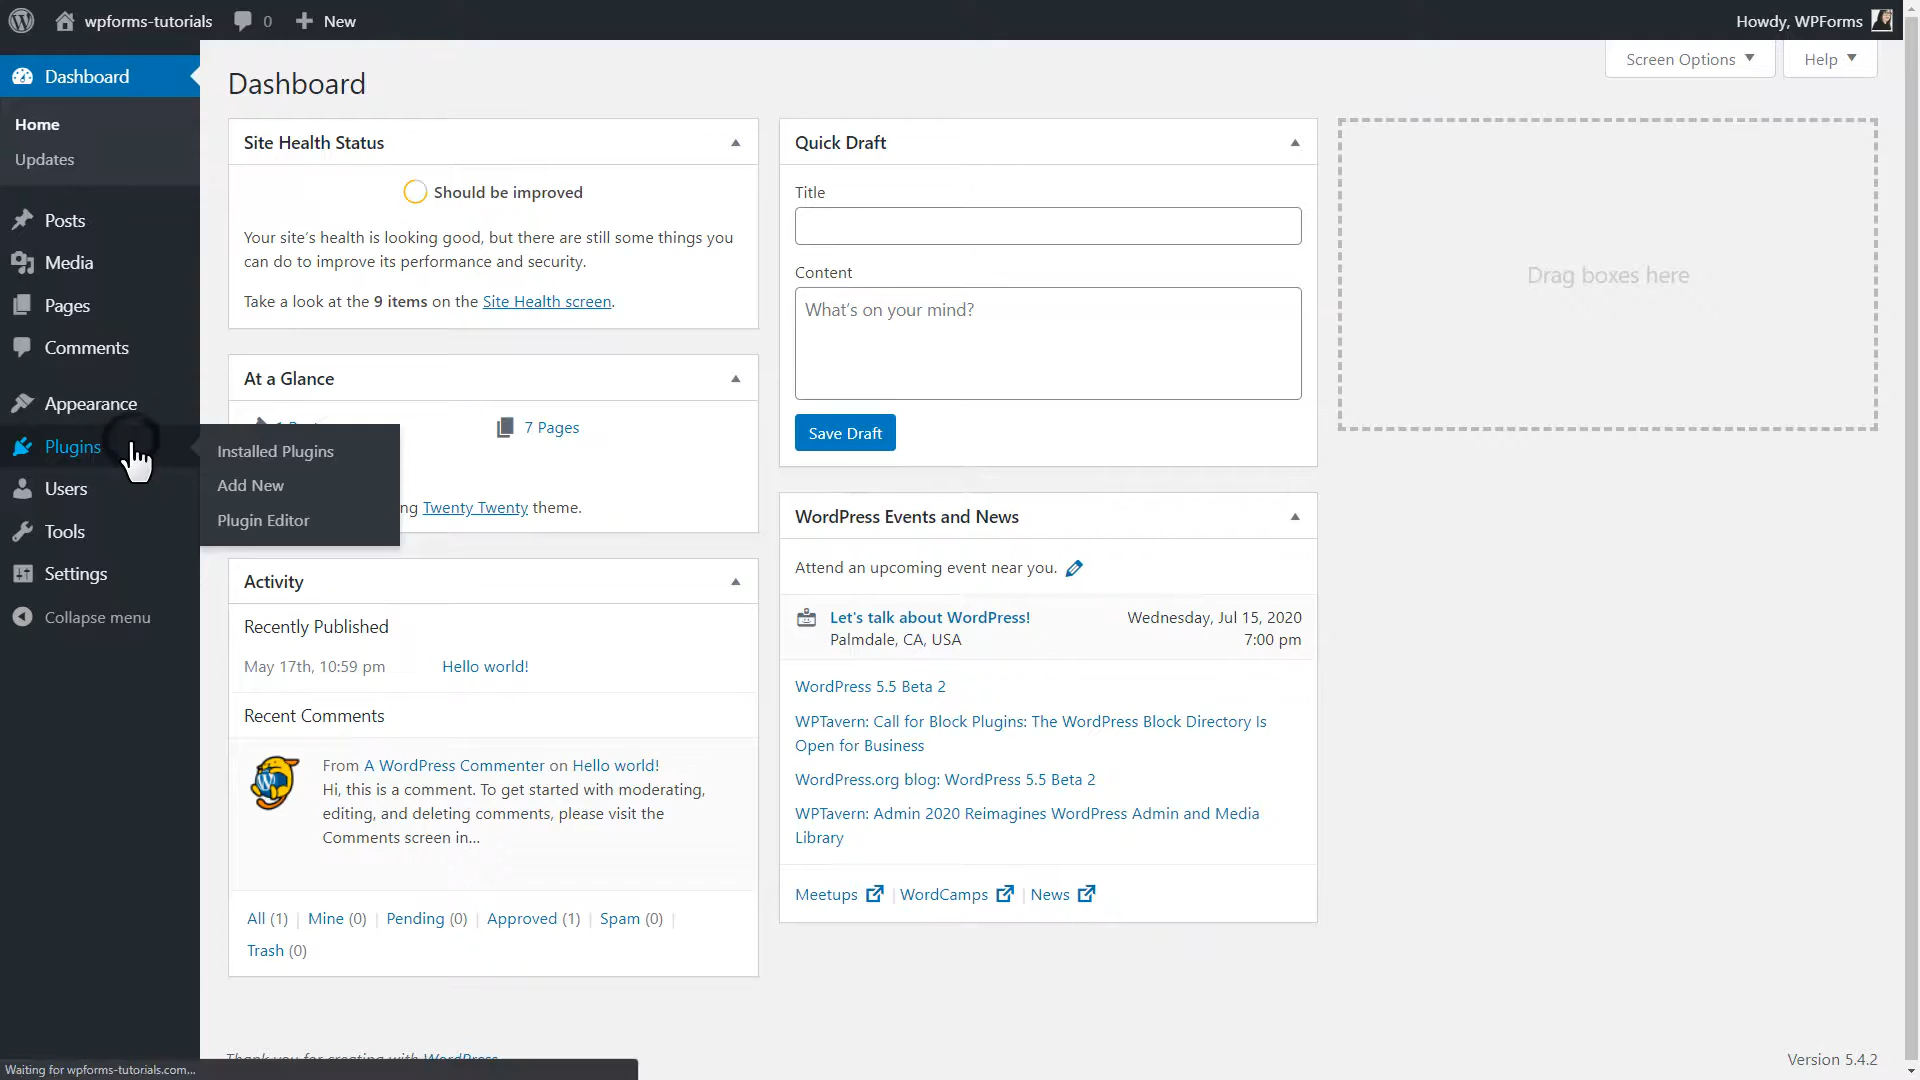 wpforms-tutorials 0 New Howdy, WPForms
Dashboard
Home
Updates
Posts
Media
Pages
Comments
Appearance
Plugins
Installed Plugins
Add New
Plugin Editor
Users
Tools
Settings
Collapse menu
Screen Options Help
Dashboard
Site Health Status
Should be improved
Your site's health is looking good, but there are still some things you
can do to improve its performance and security.
Take a look at the 9 items on the Site Health screen.
At a Glance
7 Pages
ng Twenty Twenty theme.
Activity
Recently Published
May 17th, 10:59 pm Hello world!
Recent Comments
From A WordPress Commenter on Hello world!
Hi, this is a comment. To get started with moderating,
editing, and deleting comments, please visit the
Comments screen in...
All (1) | Mine (0) | Pending (0) | Approved (1) | Spam (0) |
Trash (0)
Quick Draft
Title
Content
What's on your mind?
Save Draft
WordPress Events and News
Attend an upcoming event near you.
Let's talk about WordPress! Wednesday, Jul 15, 2020
Palmdale, CA, USA 7:00 pm
WordPress 5.5 Beta 2
WPTavern: Call for Block Plugins: The WordPress Block Directory Is
Open for Business
WordPress.org blog: WordPress 5.5 Beta 2
WPTavern: Admin 2020 Reimagines WordPress Admin and Media
Library
Meetups | WordCamps | News
Drag boxes here
Thank you for creating with WordPress
Version 5.4.2
Waiting for wpforms-tutorials.com...